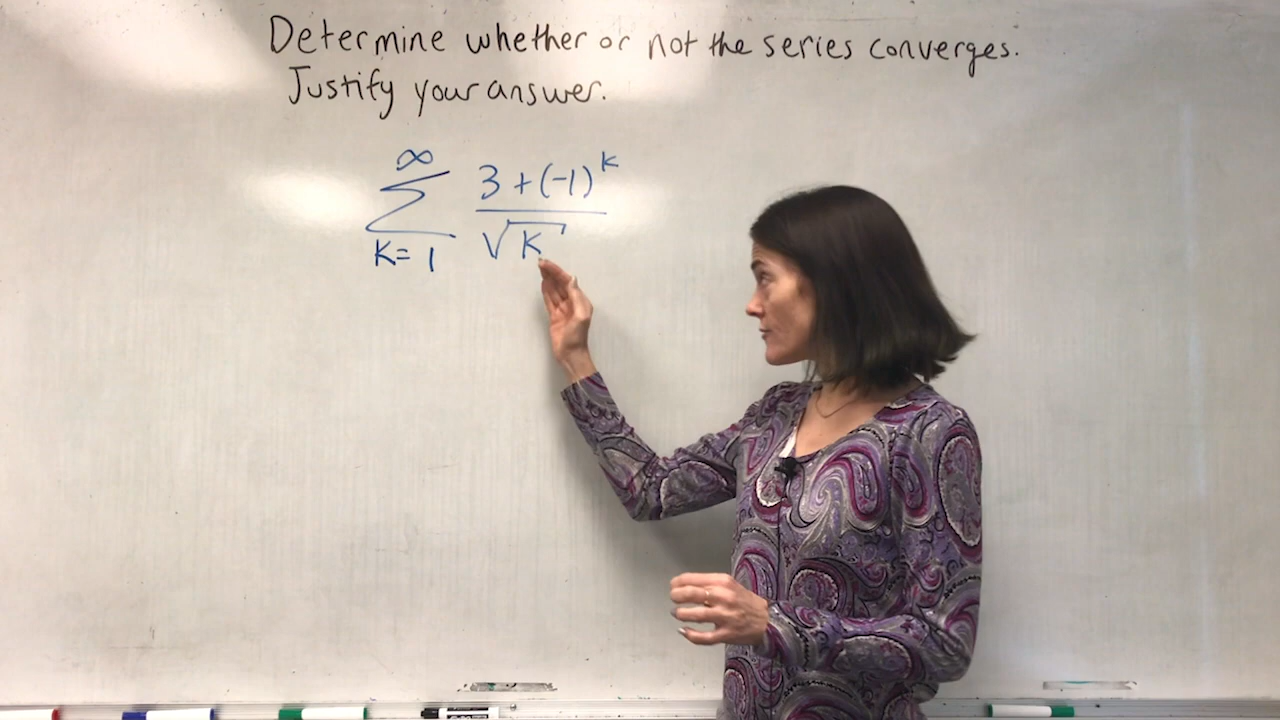 Determine whether or not the series converges.
Justify your answer.
∞
∑ 3 + (-1)^k / √K
K = 1